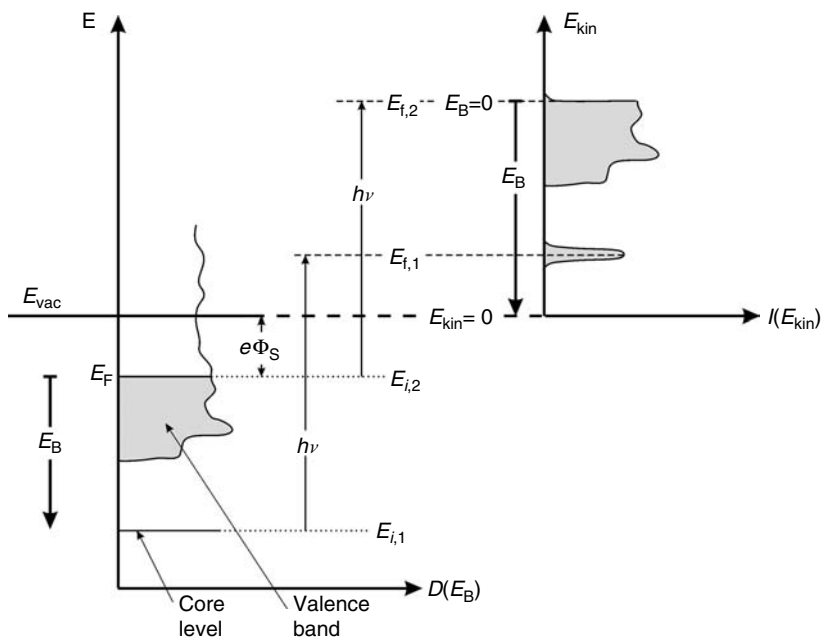 E
E_kin
E_f,2
E_B=0
hν
E_B
E_f,1
E_vac
E_kin= 0
I(E_kin)
eΦ_S
E_F
E_i,2
E_B
hν
E_i,1
D(E_B)
Core
level
Valence
band